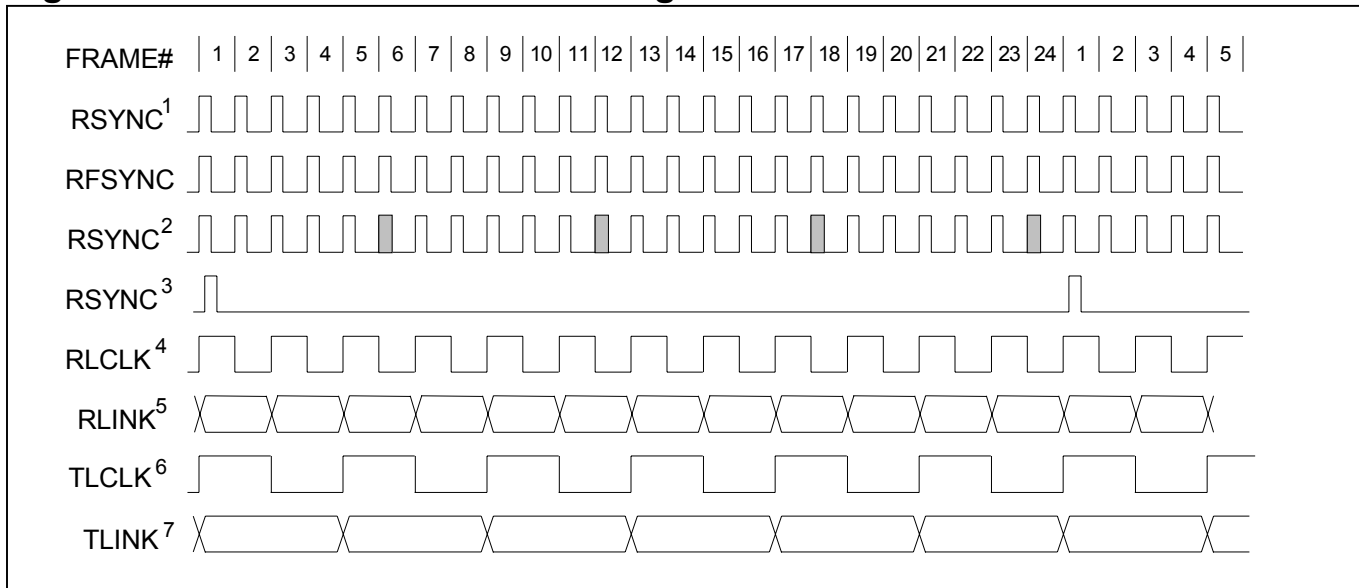 FRAME# 1 2 3 4 5 6 7 8 9 10 11 12 13 14 15 16 17 18 19 20 21 22 23 24 1 2 3 4 5
RSYNC1
RFSYNC
RSYNC2
RSYNC3
RLCLK4
RLINK5
TLCLK6
TLINK7